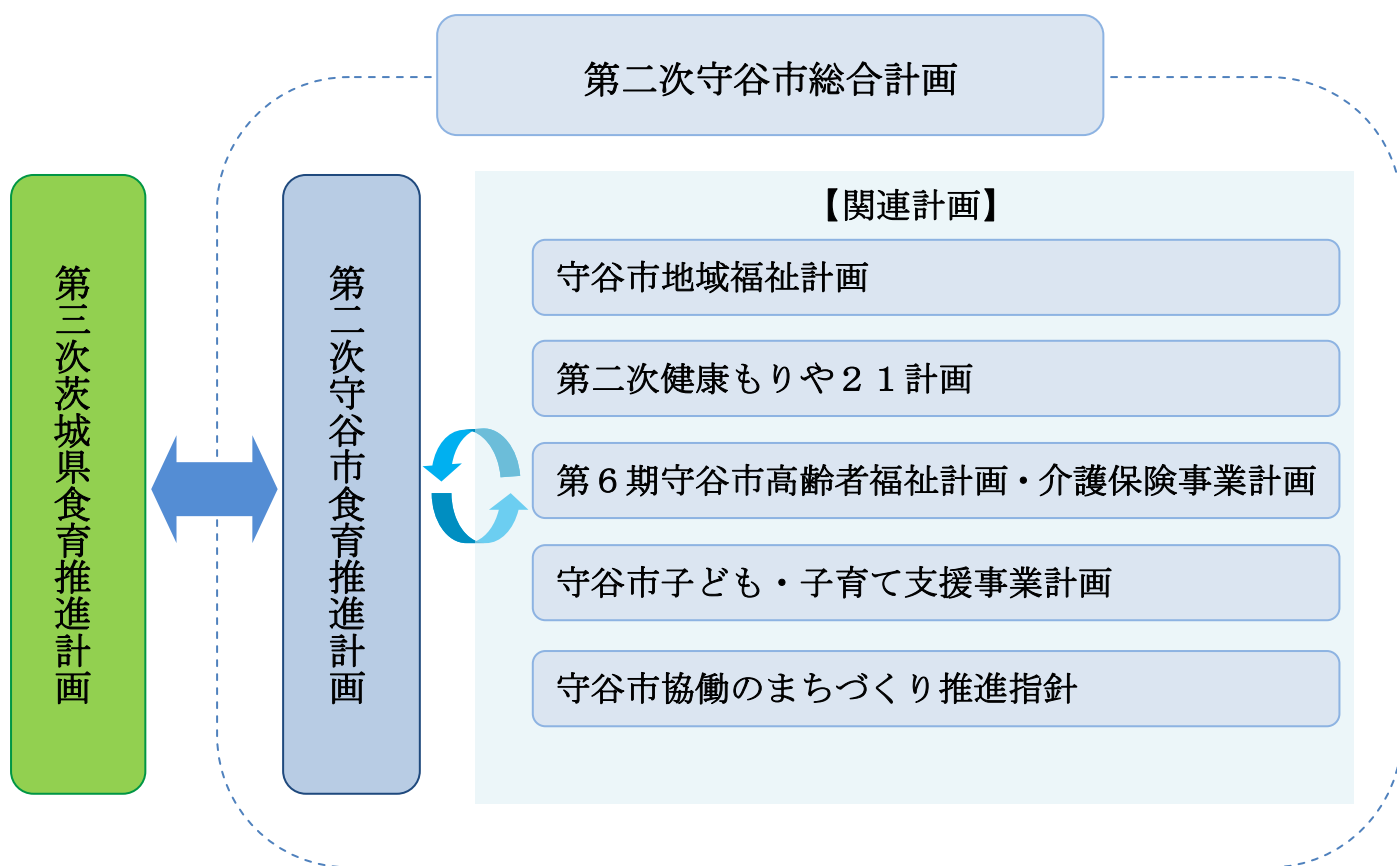 第二次守谷市総合計画
第三次茨城県食育推進計画
第二次守谷市食育推進計画
【関連計画】
守谷市地域福祉計画
第二次健康もりや２１計画
第６期守谷市高齢者福祉計画・介護保険事業計画
守谷市子ども・子育て支援事業計画
守谷市協働のまちづくり推進指針